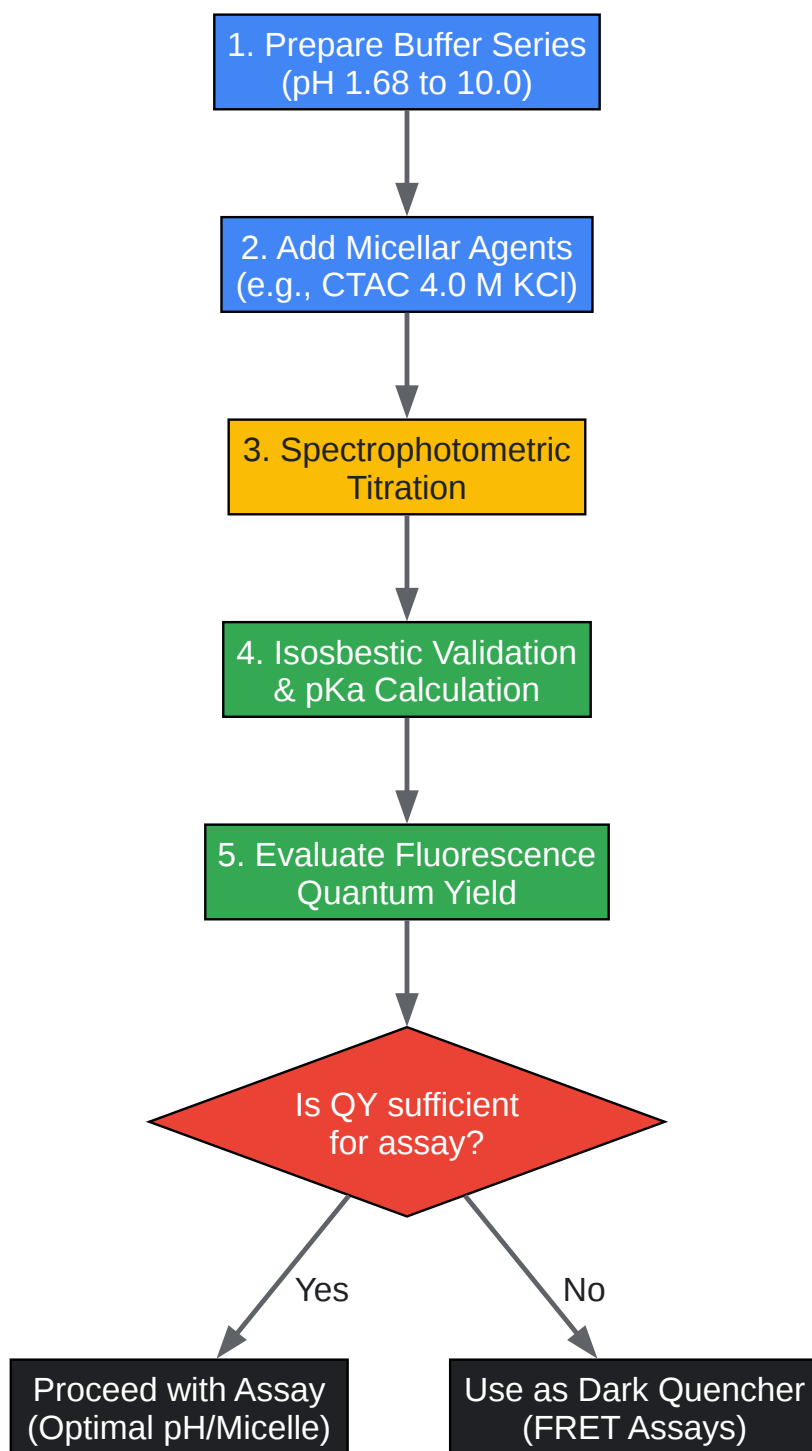 1. Prepare Buffer Series
(pH 1.68 to 10.0)
2. Add Micellar Agents
(e.g., CTAC 4.0 M KCl)
3. Spectrophotometric
Titration
4. Isosbestic Validation
& pKa Calculation
5. Evaluate Fluorescence
Quantum Yield
Is QY sufficient
for assay?
Yes
No
Proceed with Assay
(Optimal pH/Micelle)
Use as Dark Quencher
(FRET Assays)